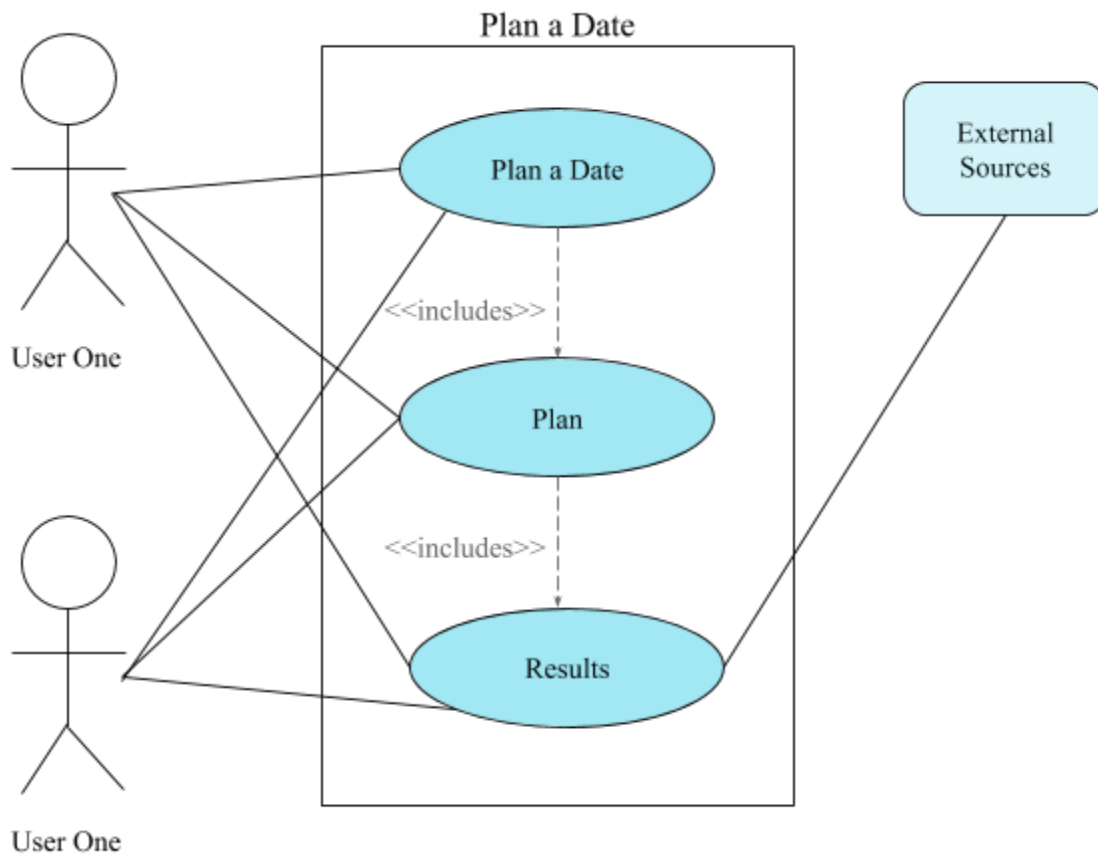 Plan a Date
Plan a Date
External
Sources
<<includes>>
User One
Plan
<<includes>>
Results
User One